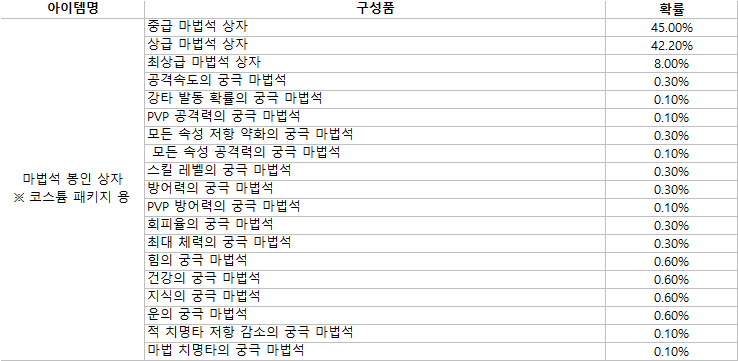 아이템명 구성품 확률
중급 마법석 상자 45.00%
상급 마법석 상자 42.20%
최상급 마법석 상자 8.00%
공격속도의 궁극 마법석 0.30%
강타 발동 확률의 궁극 마법석 0.10%
PVP 공격력의 궁극 마법석 0.10%
모든 속성 저항 약화의 궁극 마법석 0.30%
모든 속성 공격력의 궁극 마법석 0.10%
스킬 레벨의 궁극 마법석 0.30%
마법석 봉인 상자
※ 코스튬 패키지 용
방어력의 궁극 마법석 0.30%
PVP 방어력의 궁극 마법석 0.10%
회피율의 궁극 마법석 0.30%
최대 체력의 궁극 마법석 0.30%
힘의 궁극 마법석 0.60%
건강의 궁극 마법석 0.60%
지식의 궁극 마법석 0.60%
운의 궁극 마법석 0.60%
적 치명타 저항 감소의 궁극 마법석 0.10%
마법 치명타의 궁극 마법석 0.10%